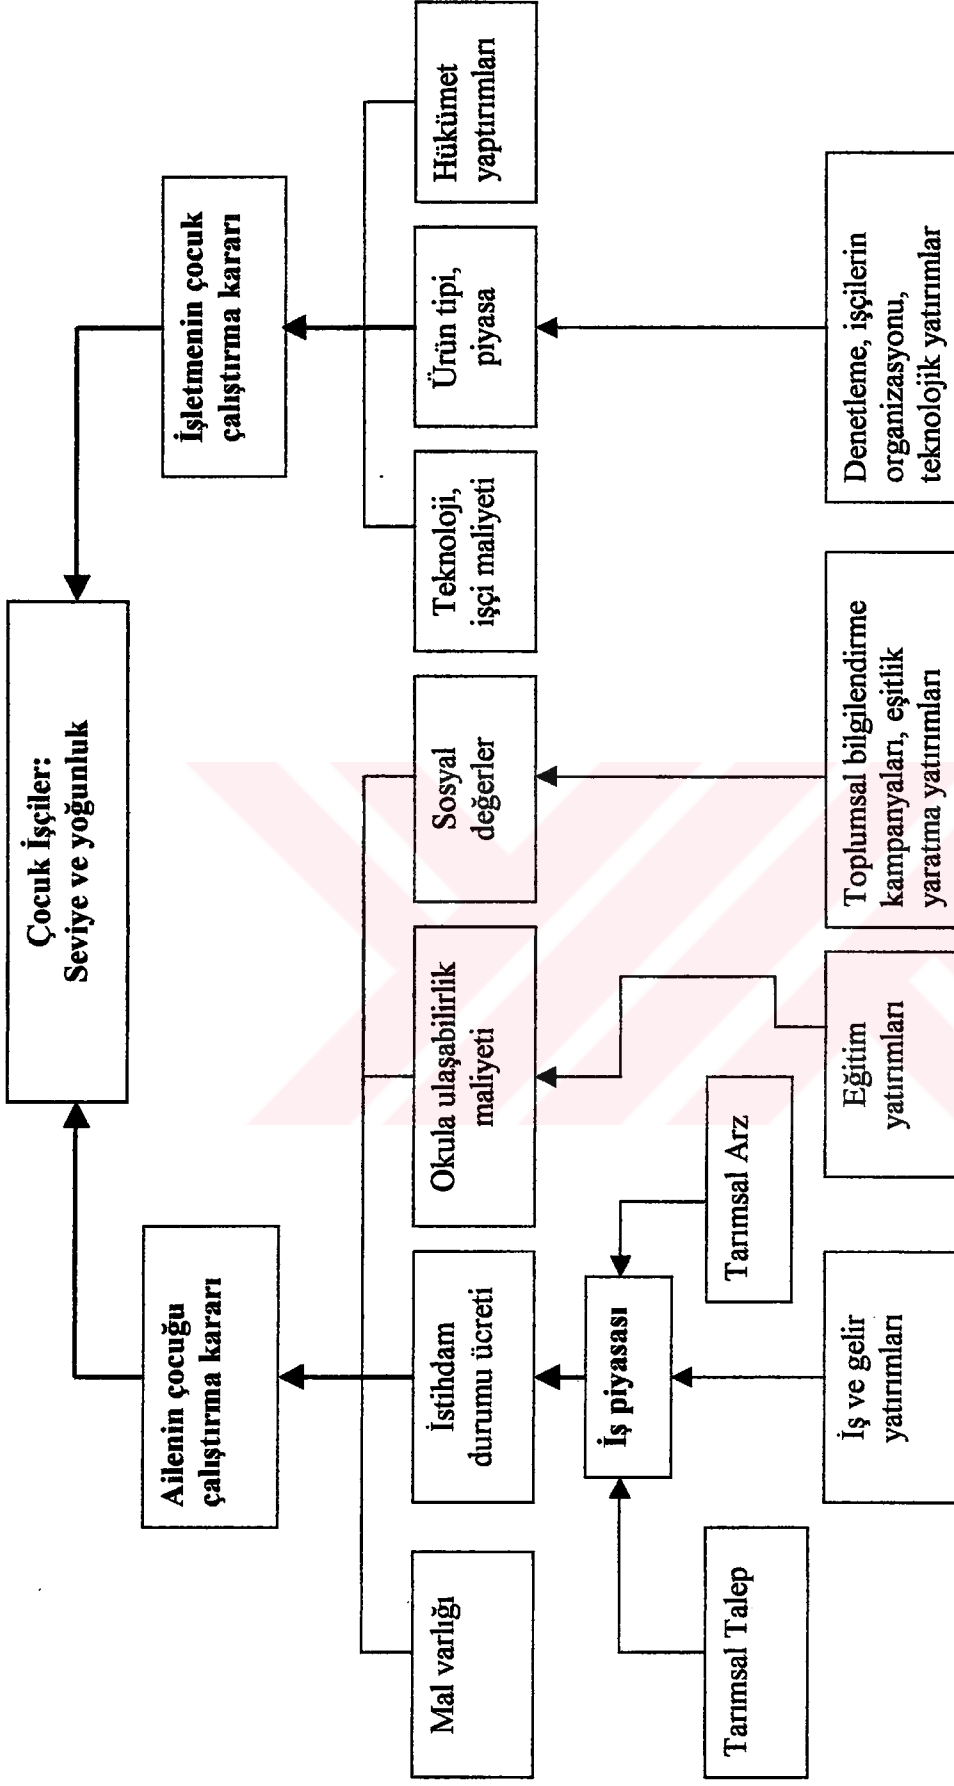 Çocuk İşçiler:
Seviye ve yoğunluk
Ailenin çocuğu
çalıştırma kararı
İşletmenin çocuk
çalıştırma kararı
Mal varlığı
İstihdam
durumu ücreti
Okula ulaşabilirlik
maliyeti
Sosyal
değerler
Teknoloji,
işçi maliyeti
Ürün tipi,
piyasa
Hükümet
yaptırımları
İş piyasası
Tarımsal Talep
Tarımsal Arz
İş ve gelir
yatırımları
Eğitim
yatırımları
Toplumsal bilgilendirme
kampanyaları, eşitlik
yaratma yatırımları
Denetleme, işçilerin
organizasyonu,
teknolojik yatırımlar